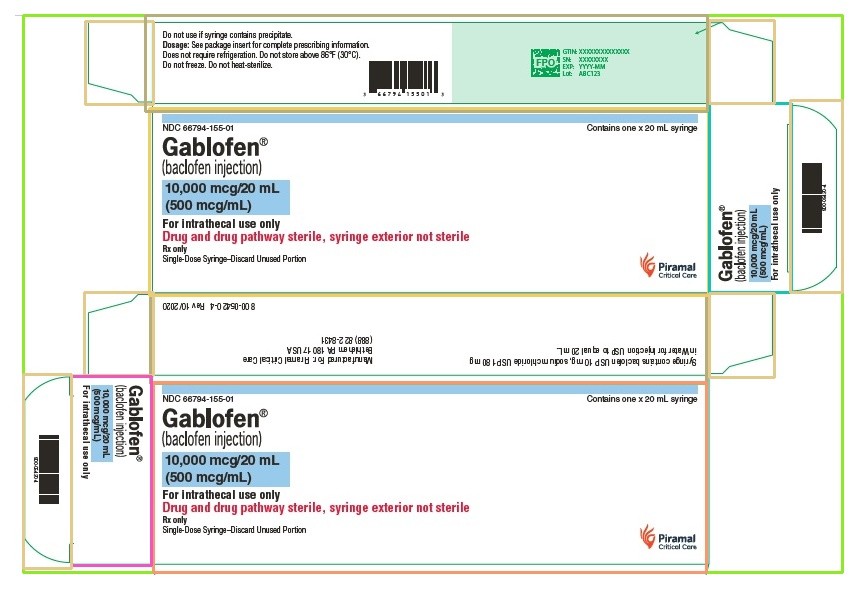 Do not use if syringe contains precipitate.
Dosage: See package insert for complete prescribing information.
Does not require refrigeration. Do not store above 86°F (30°C).
Do not freeze. Do not heat-sterilize.
3 66794 15501 3
FPO
GTIN: XXXXXXXXXXXXXX
SN: XXXXXXXX
EXP: YYYY-MM
Lot: ABC123
NDC 66794-155-01
Contains one x 20 mL syringe
Gablofen®
(baclofen injection)
10,000 mcg/20 mL
(500 mcg/mL)
For intrathecal use only
Drug and drug pathway sterile, syringe exterior not sterile
Rx only
Single-Dose Syringe–Discard Unused Portion
Piramal
Critical Care
Gablofen®
(baclofen injection)
10,000 mcg/20 mL
(500 mcg/mL)
For intrathecal use only
Syringe contains baclofen USP 10 mg, sodium chloride USP 180 mg
in Water for Injection USP to equal 20 mL.
Manufactured For: Piramal Critical Care
Bethlehem PA 18017 USA
8-00-0542-0-4 Rev 10/2020
Gablofen®
(baclofen injection)
10,000 mcg/20 mL
(500 mcg/mL)
For intrathecal use only
NDC 66794-155-01
Contains one x 20 mL syringe
Gablofen®
(baclofen injection)
10,000 mcg/20 mL
(500 mcg/mL)
For intrathecal use only
Drug and drug pathway sterile, syringe exterior not sterile
Rx only
Single-Dose Syringe–Discard Unused Portion
Piramal
Critical Care